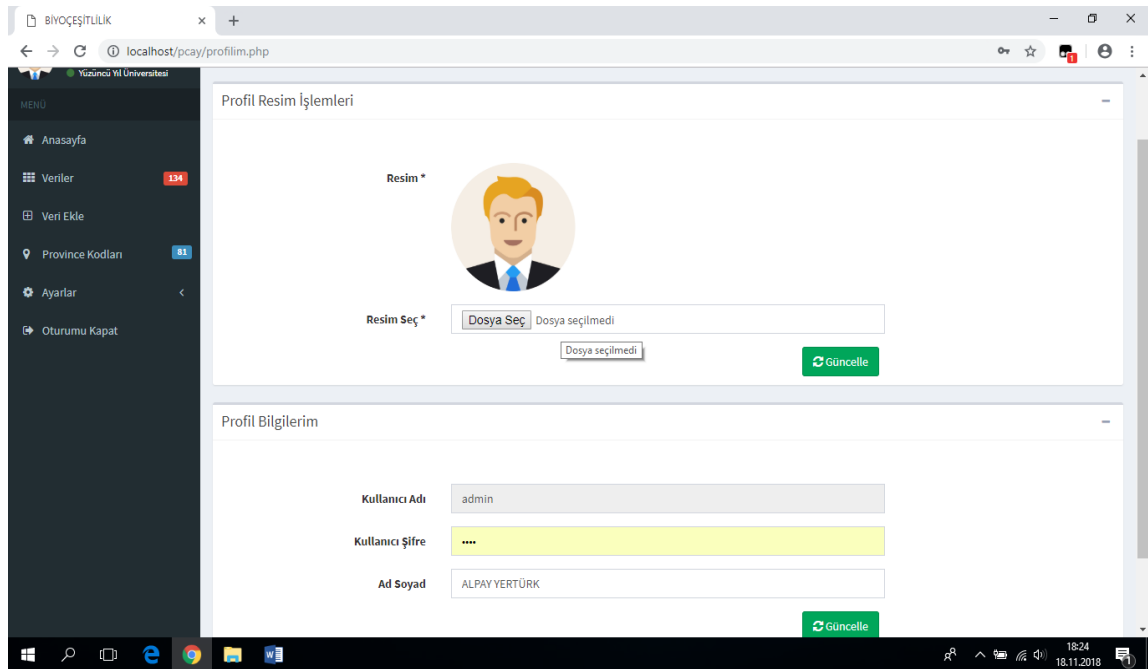 BİYOÇEŞİTLİLİK
localhost/pcay/profilim.php
1
Yüzüncü Yıl Üniversitesi
MENÜ
Anasayfa
Veriler 134
Veri Ekle
Province Kodları 81
Ayarlar
Oturumu Kapat
Profil Resim İşlemleri
Resim *
Resim Seç *
Dosya Seç Dosya seçilmedi
Dosya seçilmedi
Güncelle
Profil Bilgilerim
Kullanıcı Adı
admin
Kullanıcı Şifre
••••
Ad Soyad
ALPAY YERTÜRK
Güncelle
18:24
18.11.2018
1